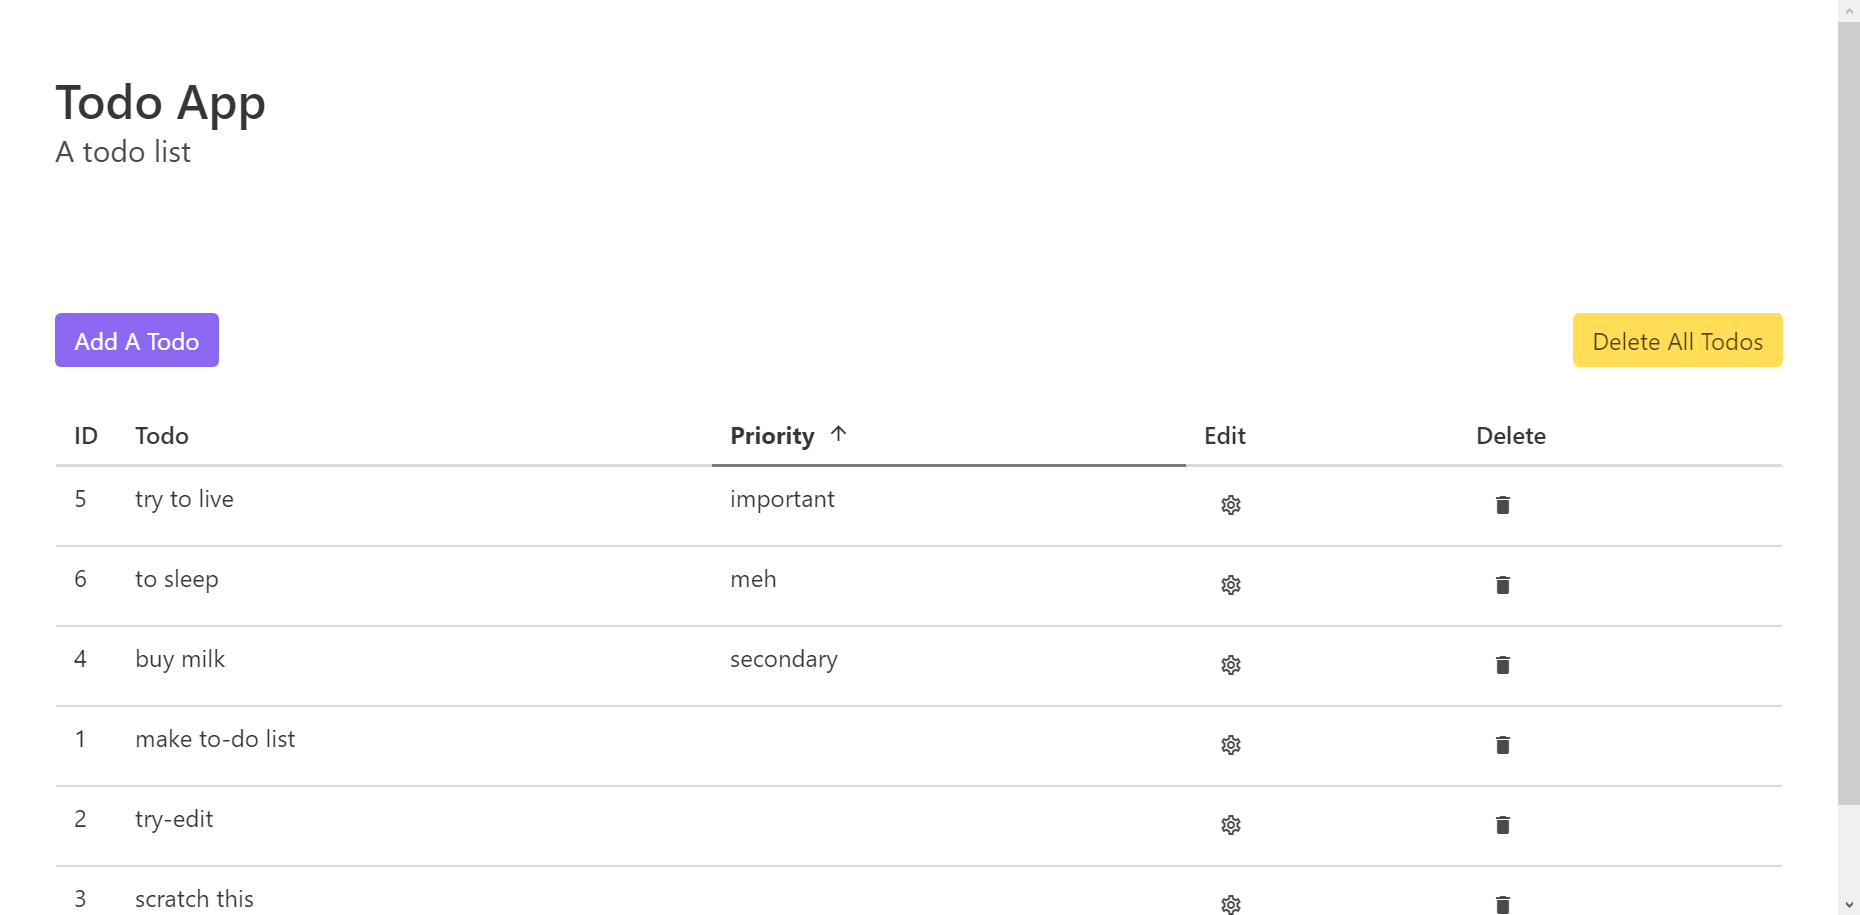 Todo App
A todo list
Add A Todo
Delete All Todos
ID Todo Priority Edit Delete
5 try to live important
6 to sleep meh
4 buy milk secondary
1 make to-do list
2 try-edit
3 scratch this